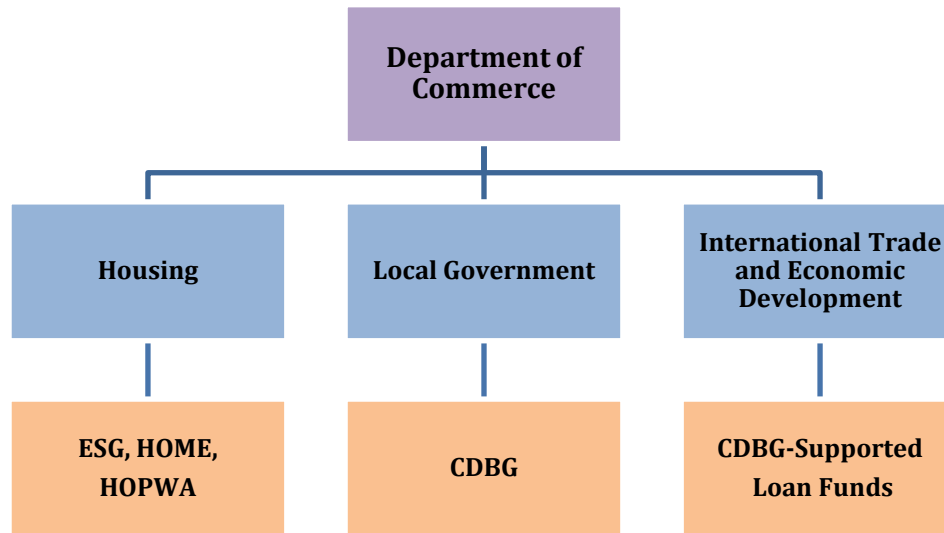 Department of
Commerce
Housing
Local Government
International Trade
and Economic
Development
ESG, HOME,
HOPWA
CDBG
CDBG-Supported
Loan Funds